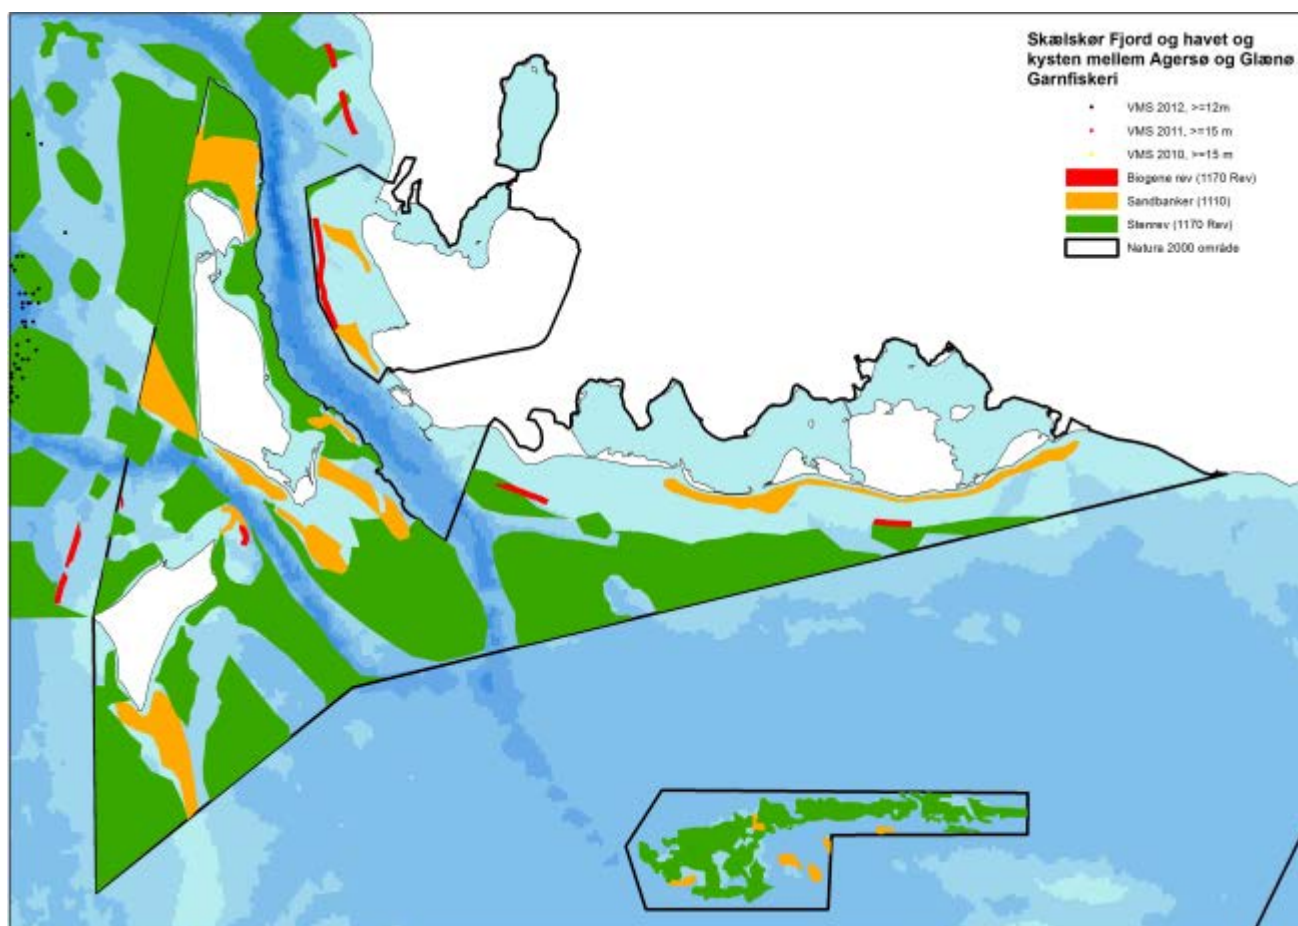 Skælskør Fjord og havet og
kysten mellem Agersø og Glænø
Garnfiskeri
VMS 2012, >=12m
VMS 2011, >=15 m
VMS 2010, >=15 m
Biogene rev (1170 Rev)
Sandbanker (1110)
Stenrev (1170 Rev)
Natura 2000 område